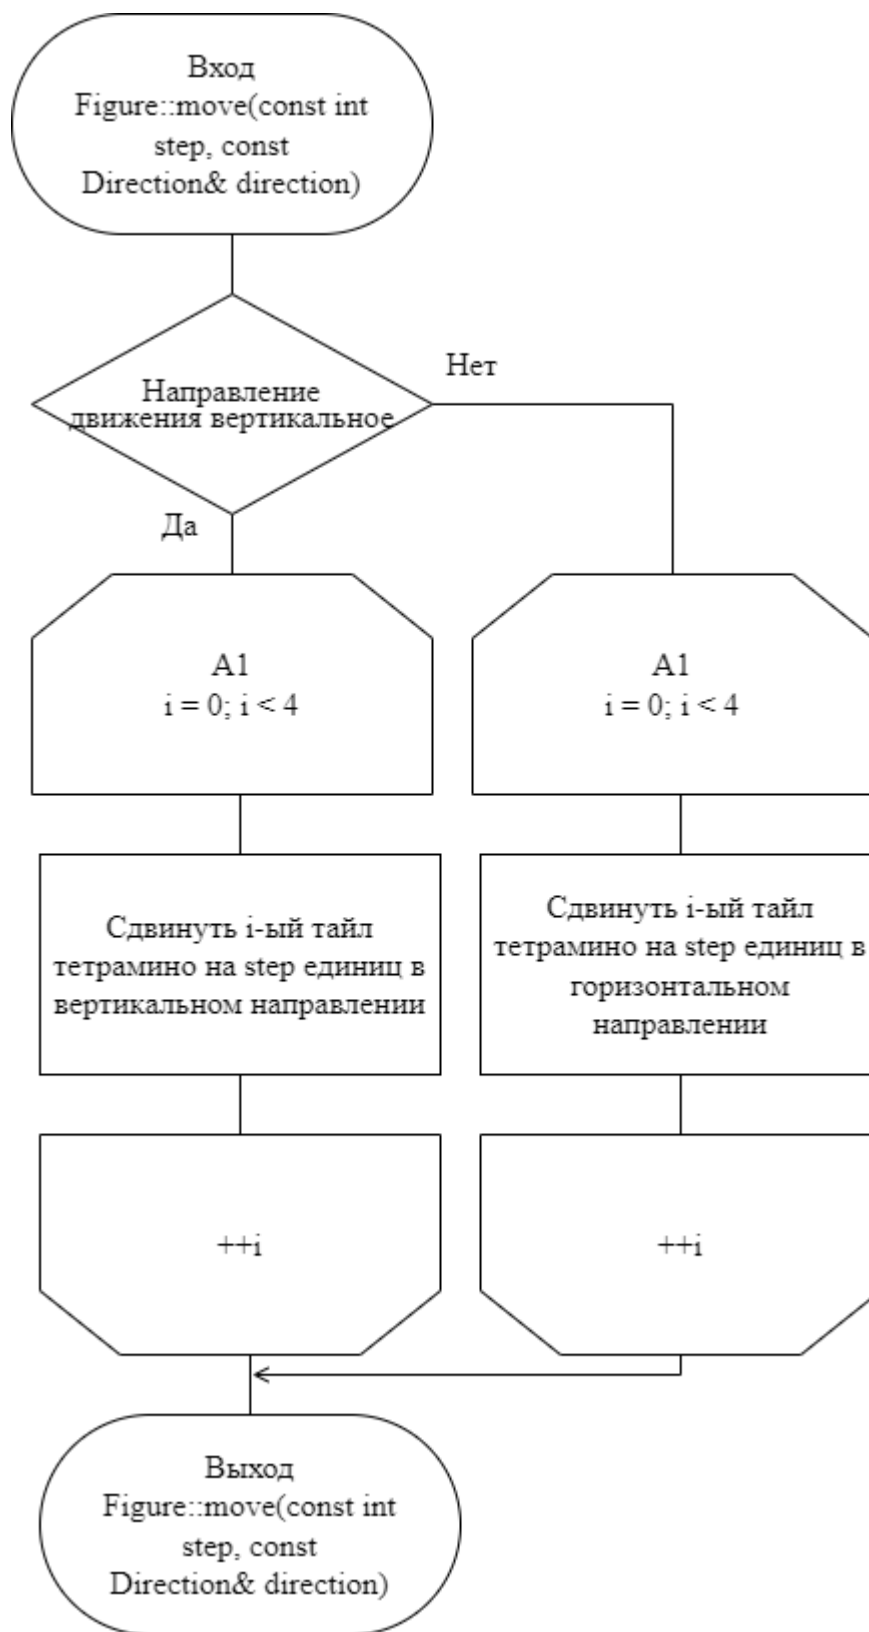 Вход
Figure::move(const int
step, const
Direction& direction)
Нет
Направление
движения вертикальное
Да
A1
i = 0; i < 4
A1
i = 0; i < 4
Сдвинуть i-ый тайл
тетрамино на step единиц в
вертикальном направлении
Сдвинуть i-ый тайл
тетрамино на step единиц в
горизонтальном
направлении
++i
++i
Выход
Figure::move(const int
step, const
Direction& direction)